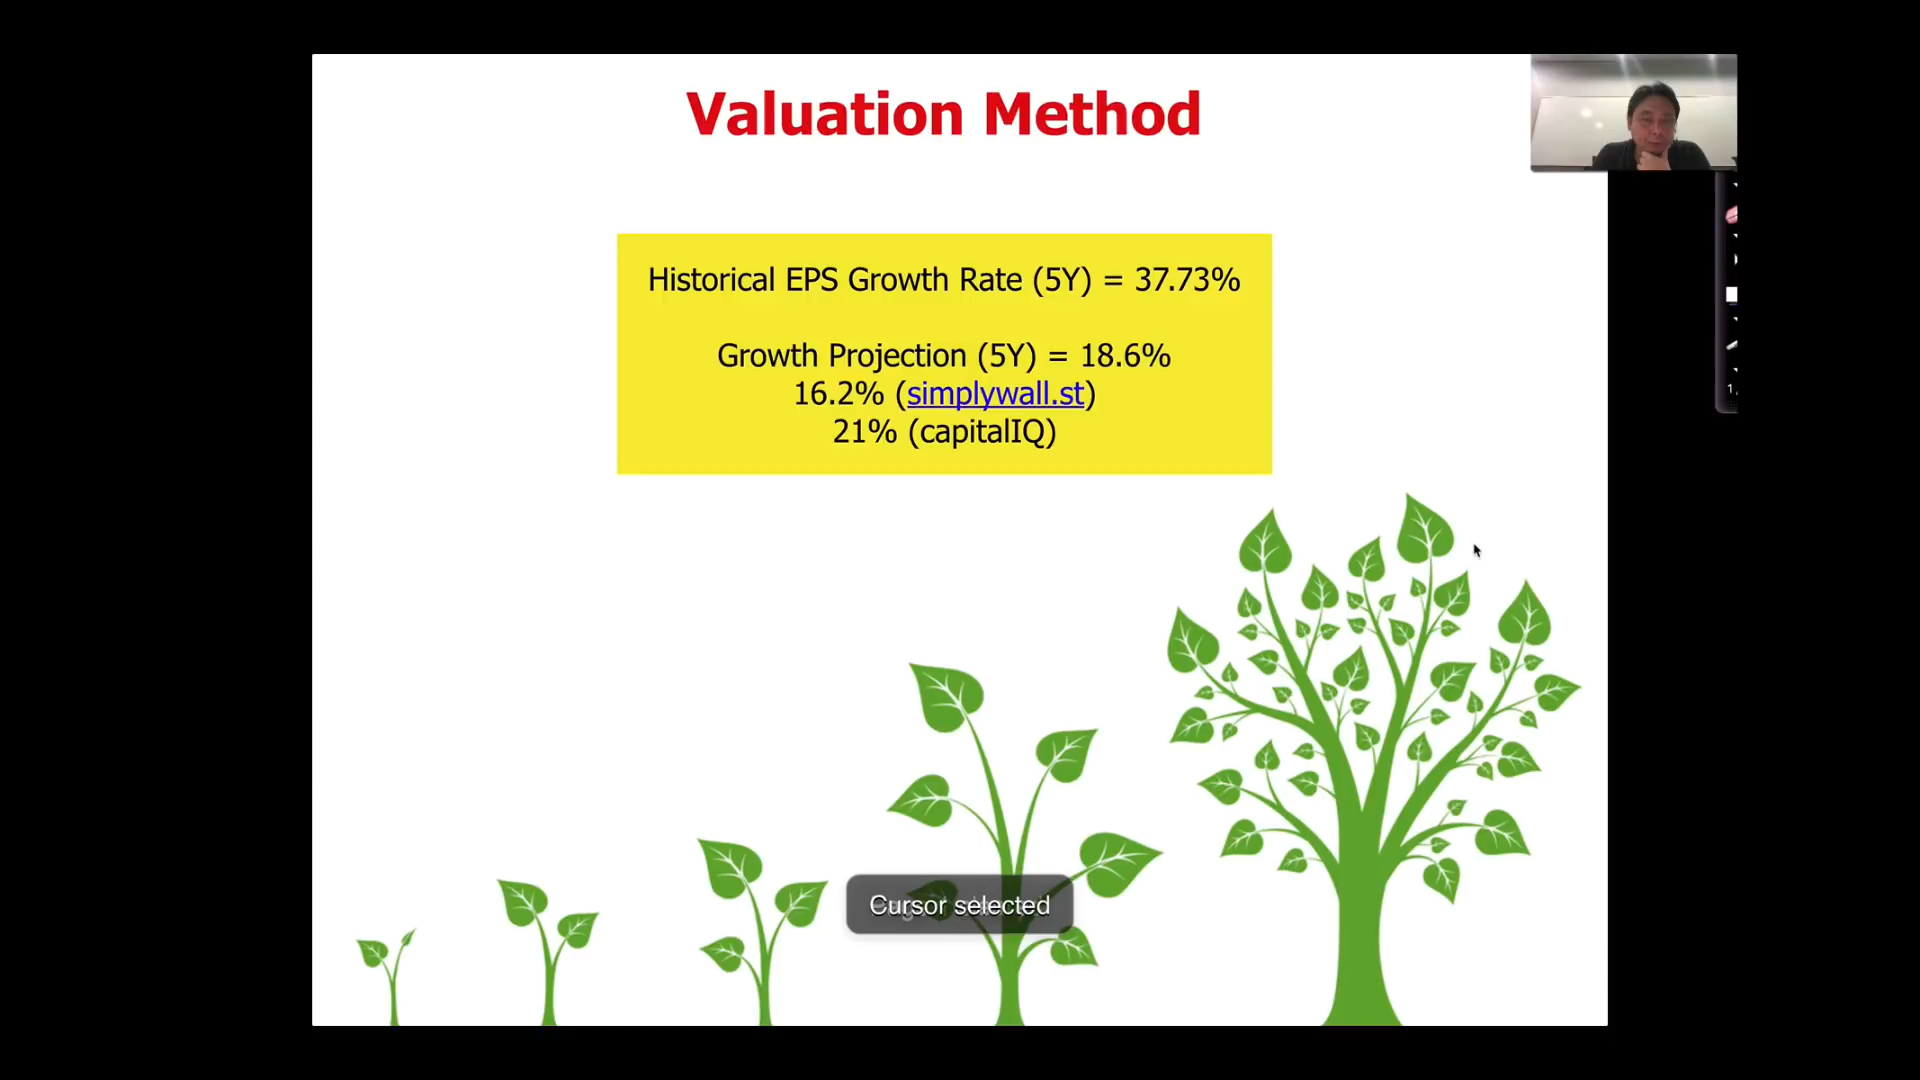 Valuation Method
Historical EPS Growth Rate (5Y) = 37.73%
Growth Projection (5Y) = 18.6%
16.2% (simplywall.st)
21% (capitalIQ)
Cursor selected